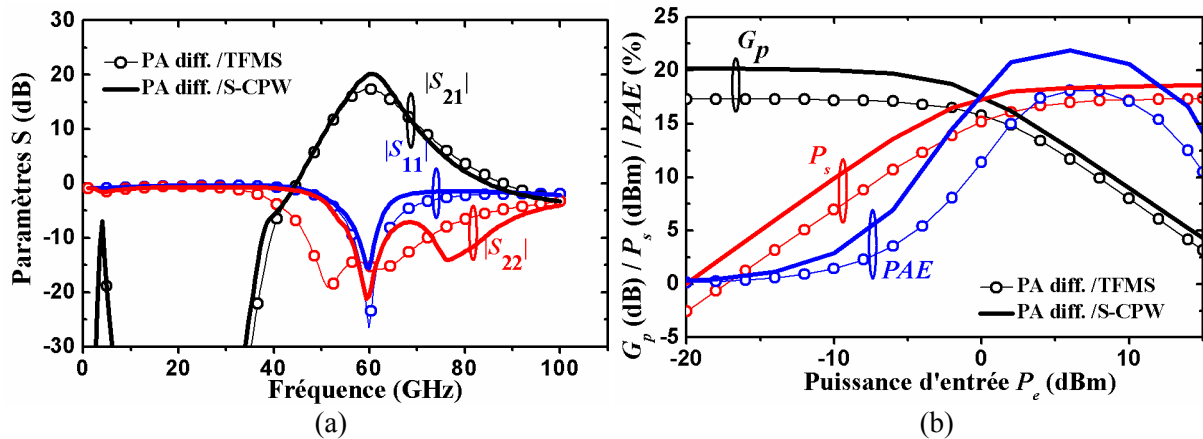 30
20
10
0
-10
-20
-30
Paramètres S (dB)
PA diff. /TFMS
PA diff./S-CPW
|S21|
|S11|
|S22|
0 20 40 60 80 100
Fréquence (GHz)
(a)
25
20
15
10
5
0
-5
Gp (dB) / Ps (dBm) / PAE (%)
Gp
Ps
PAE
PA diff. /TFMS
PA diff. /S-CPW
-20 -10 0 10
Puissance d'entrée Pe (dBm)
(b)